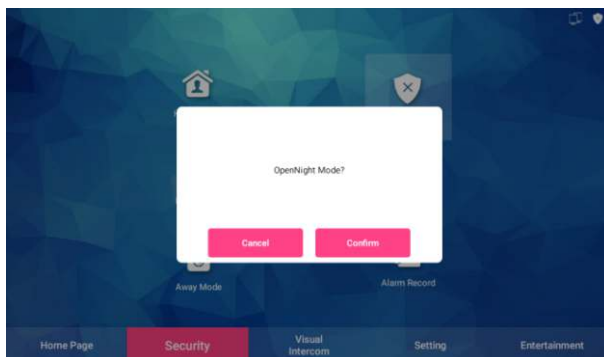 OpenNight Mode?
Cancel Confirm
Away Mode Alarm Record
Home Page Security Visual Setting Entertainment
Intercom